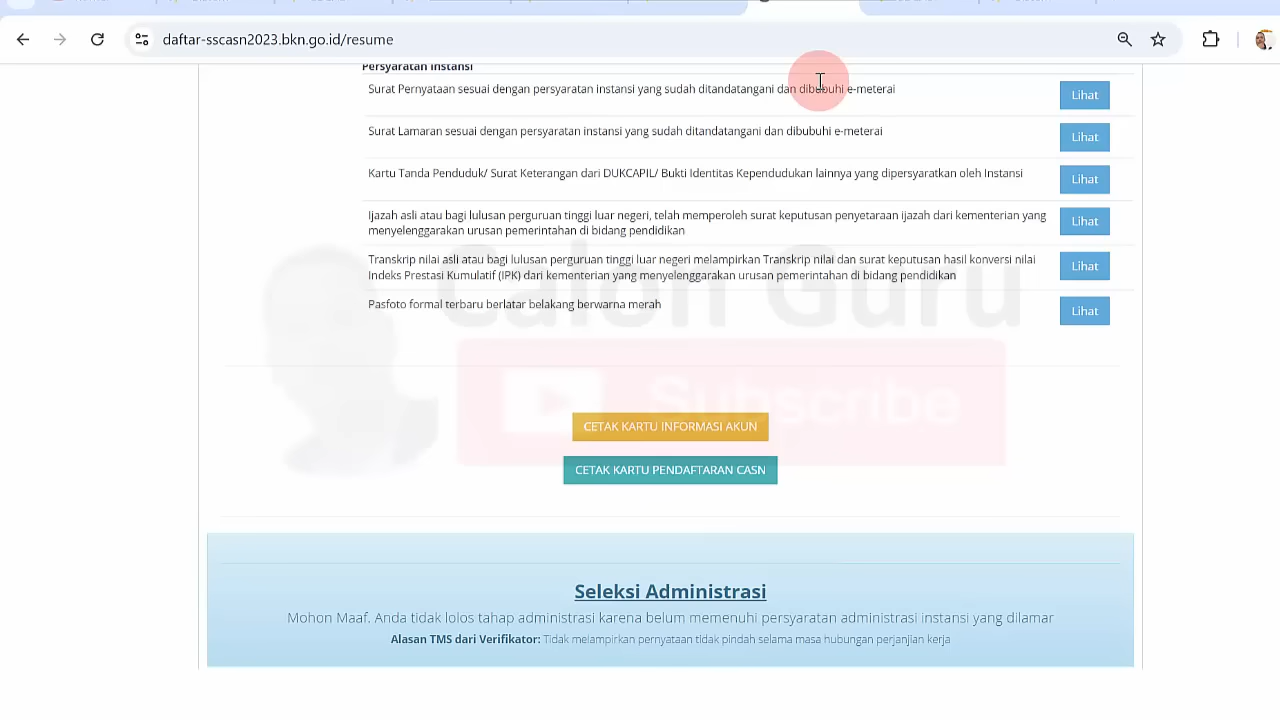 daftar-sscasn2023.bkn.go.id/resume
Persyaratan Instansi
Surat Pernyataan sesuai dengan persyaratan instansi yang sudah ditandatangani dan dibubuhi e-meterai
Lihat
Surat Lamaran sesuai dengan persyaratan instansi yang sudah ditandatangani dan dibubuhi e-meterai
Lihat
Kartu Tanda Penduduk/ Surat Keterangan dari DUKCAPIL/ Bukti Identitas Kependudukan lainnya yang dipersyaratkan oleh Instansi
Lihat
Ijazah asli atau bagi lulusan perguruan tinggi luar negeri, telah memperoleh surat keputusan penyetaraan ijazah dari kementerian yang
menyelenggarakan urusan pemerintahan di bidang pendidikan
Lihat
Transkrip nilai asli atau bagi lulusan perguruan tinggi luar negeri melampirkan Transkrip nilai dan surat keputusan hasil konversi nilai
Indeks Prestasi Kumulatif (IPK) dari kementerian yang menyelenggarakan urusan pemerintahan di bidang pendidikan
Lihat
Pasfoto formal terbaru berlatar belakang berwarna merah
Lihat
Calon Guru
Subscribe
CETAK KARTU INFORMASI AKUN
CETAK KARTU PENDAFTARAN CASN
Seleksi Administrasi
Mohon Maaf. Anda tidak lolos tahap administrasi karena belum memenuhi persyaratan administrasi instansi yang dilamar
Alasan TMS dari Verifikator: Tidak melampirkan pernyataan tidak pindah selama masa hubungan perjanjian kerja